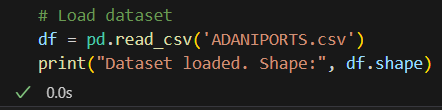 # Load dataset
df = pd.read_csv('ADANIPORTS.csv')
print("Dataset loaded. Shape:", df.shape)
0.0s